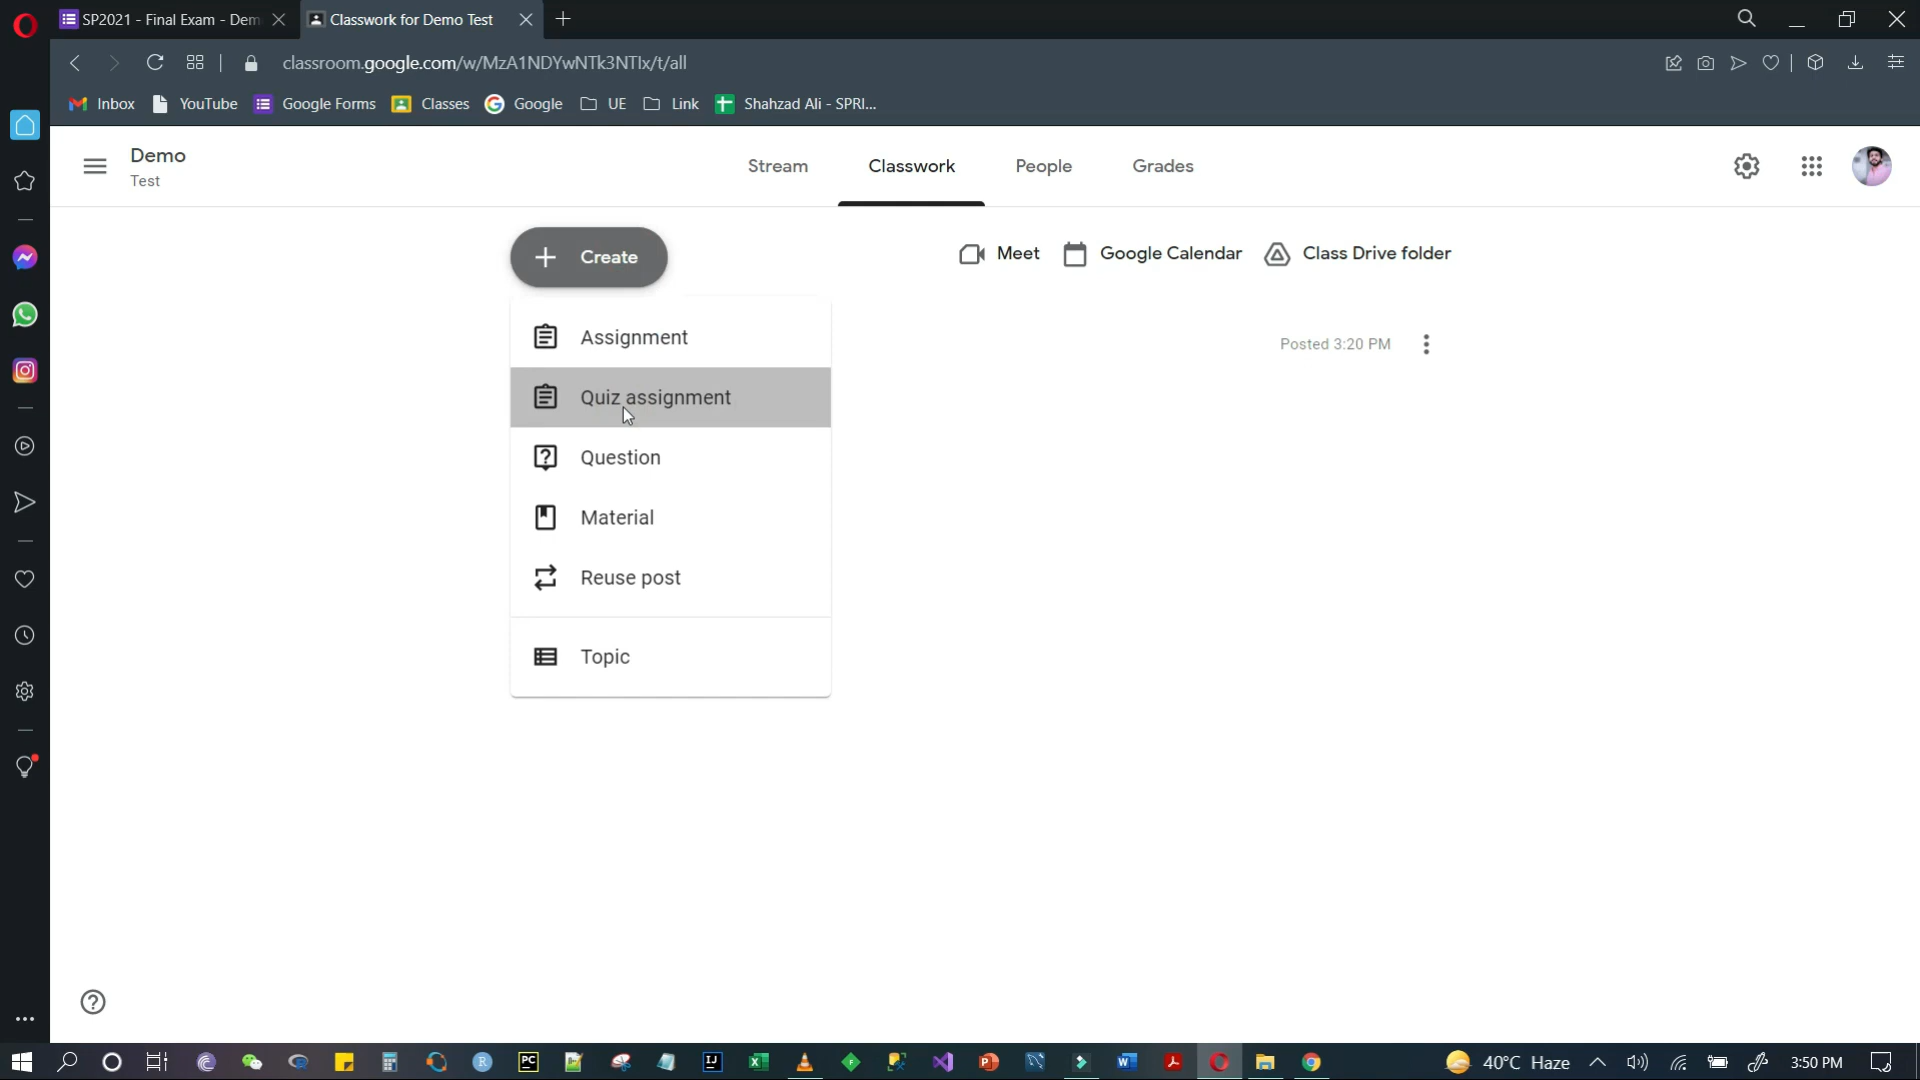 SP2021 - Final Exam - Dem
Classwork for Demo Test
classroom.google.com/w/MzA1NDYwNTk3NTIx/t/all
Inbox
YouTube
Google Forms
Classes
Google
UE
Link
Shahzad Ali - SPRI...
Demo
Test
Stream
Classwork
People
Grades
Create
Meet
Google Calendar
Class Drive folder
Assignment
Posted 3:20 PM
Quiz assignment
Question
Material
Reuse post
Topic
PC
IJ
40°C Haze
3:50 PM